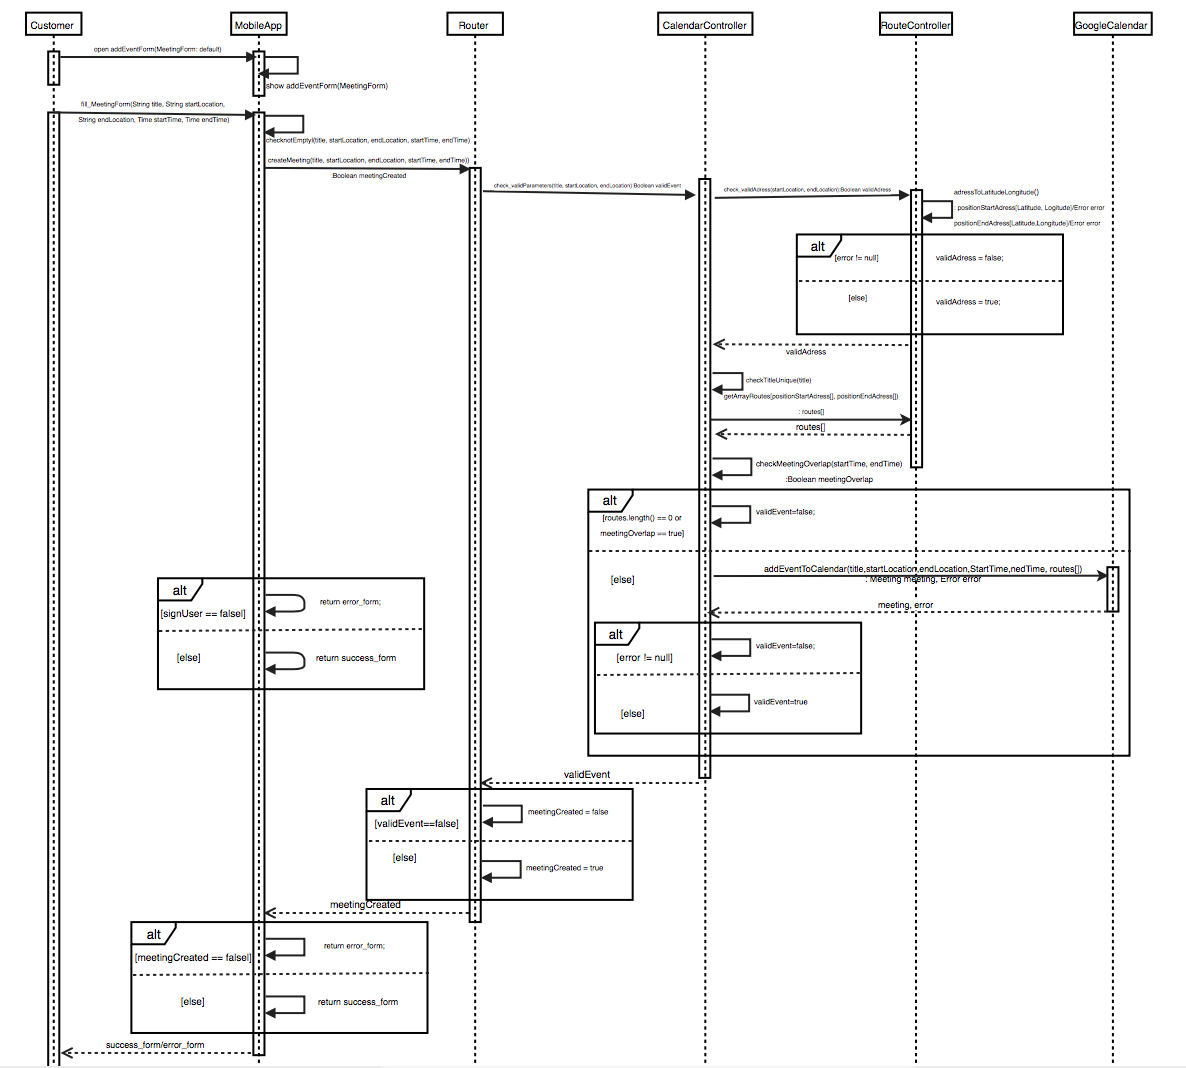 Customer
MobileApp
Router
CalendarController
RouteController
GoogleCalendar
open addEventForm(MeetingForm: default)
show addEventForm(MeetingForm)
fill_MeetingForm(String title, String startLocation,
String endLocation, Time startTime, Time endTime)
checknotEmptyl(title, startLocation, endLocation, startTime, endTime)
createMeeting(title, startLocation, endLocation, startTime, endTime))
:Boolean meetingCreated
check_validParameters(title, startLocation, endLocation):Boolean validEvent
check_validAdress(startLocation, endLocation):Boolean validAdress
adressToLatitudeLongitude()
: positionStartAdress[Latitude, Logitude]/Error error
positionEndAdress[Latitude,Longitude]/Error error
alt
[error != null]
validAdress = false;
[else]
validAdress = true;
validAdress
checkTitleUnique(title)
getArrayRoutes[positionStartAdress[], positionEndAdress[])
: routes[]
routes[]
checkMeetingOverlap(startTime, endTime)
:Boolean meetingOverlap
alt
[routes.length() == 0 or
meetingOverlap == true]
validEvent=false;
[else]
addEventToCalendar(title,startLocation,endLocation,StartTime,nedTime, routes[])
: Meeting meeting, Error error
meeting, error
alt
[signUser == falsel]
return error_form;
[else]
return success_form
alt
[error != null]
validEvent=false;
[else]
validEvent=true
validEvent
alt
[validEvent==false]
meetingCreated = false
[else]
meetingCreated = true
meetingCreated
alt
[meetingCreated == falsel]
return error_form;
[else]
return success_form
success_form/error_form